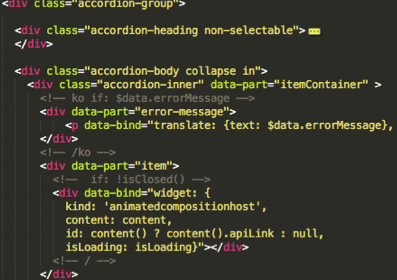 <div class="accordion-group">
<div class="accordion-heading non-selectable">
</div>
<div class="accordion-body collapse in">
<div class="accordion-inner" data-part="itemContainer" >
<!-- ko if: $data.errorMessage -->
<div data-part="error-message">
<p data-bind="translate: {text: $data.errorMessage},
</div>
<!-- /ko -->
<div data-part="item">
<!--  if: !isClosed() -->
<div data-bind="widget: {
kind: 'animatedcompositionhost',
content: content,
id: content() ? content().apiLink : null,
isLoading: isLoading}"></div>
<!-- / -->
</div>